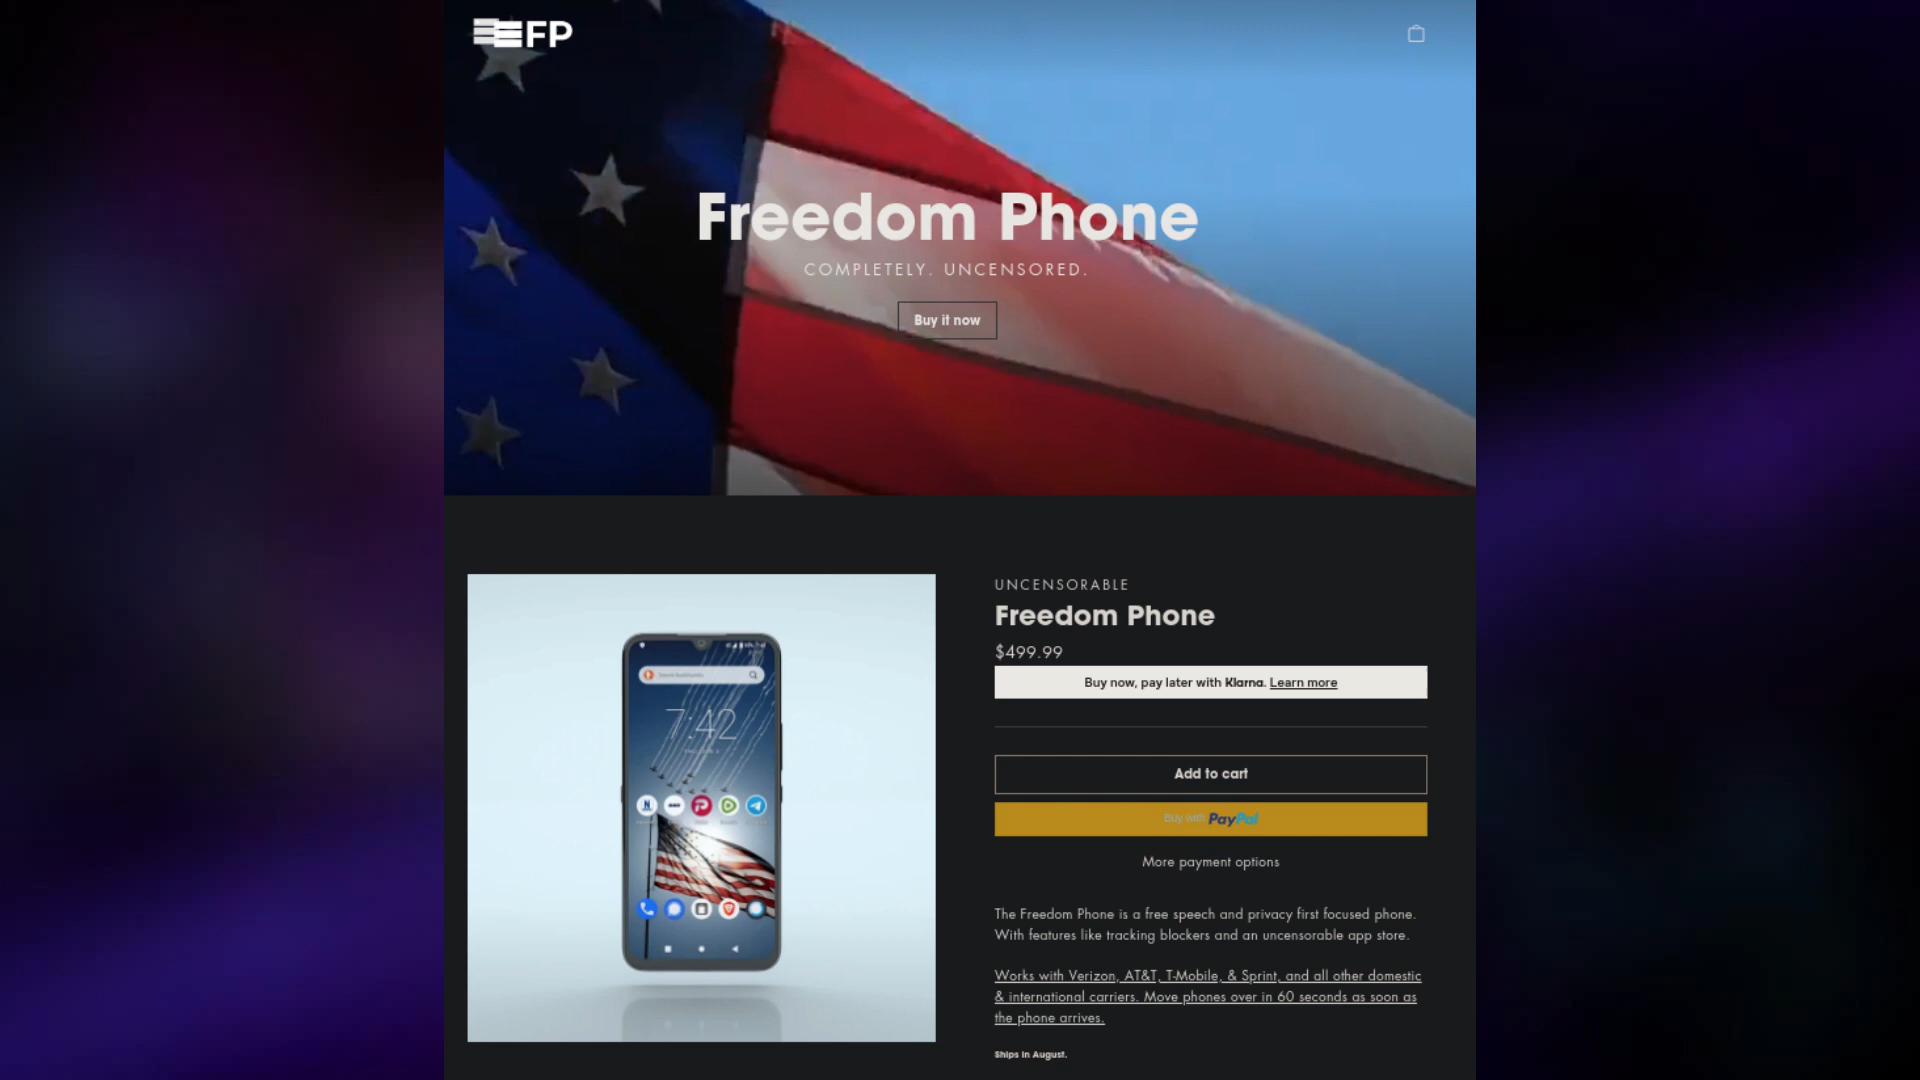 FP
Freedom Phone
COMPLETELY. UNCENSORED.
Buy it now
UNCENSORABLE
Freedom Phone
$499.99
Buy now, pay later with Klarna. Learn more
7:42
Add to cart
Buy with PayPal
More payment options
The Freedom Phone is a free speech and privacy first focused phone.
With features like tracking blockers and an uncensorable app store.
Works with Verizon, AT&T, T-Mobile, & Sprint, and all other domestic
& international carriers. Move phones over in 60 seconds as soon as
the phone arrives.
Ships in August.